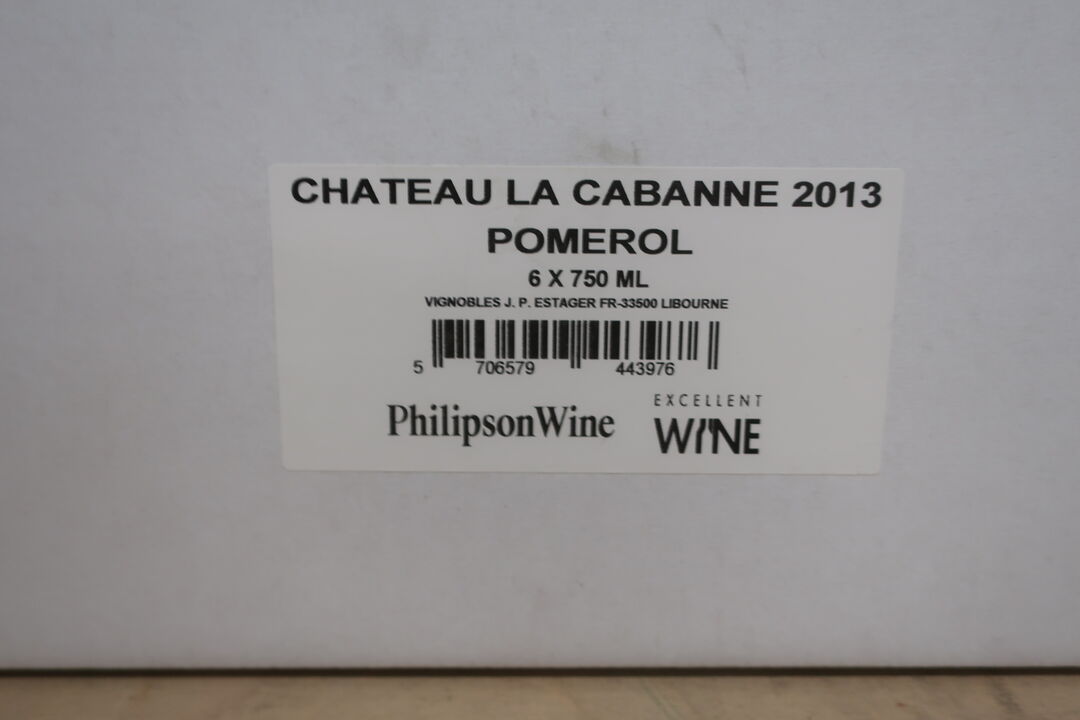 CHATEAU LA CABANNE 2013
POMEROL
6 X 750 ML
VIGNOBLES J. P. ESTAGER FR-33500 LIBOURNE
5 706579 443976
PhilipsonWine
EXCELLENT
WINE